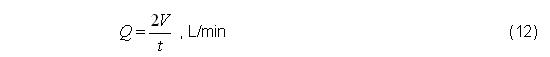 Q = 2V/t , L/min (12)